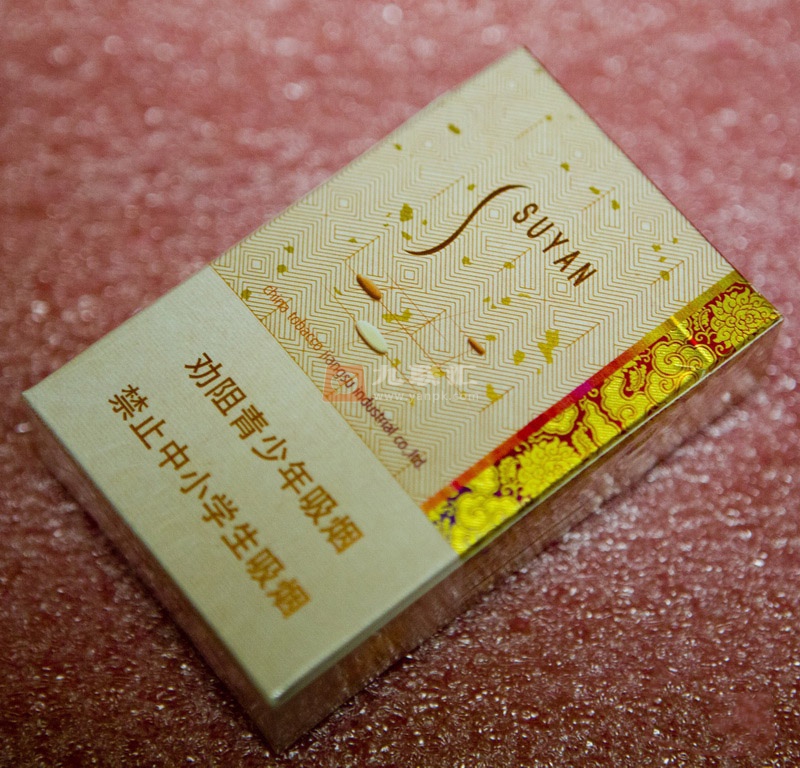 SUYAN
China tobacco jiangsu industrial co.,ltd
劝阻青少年吸烟
禁止中小学生吸烟